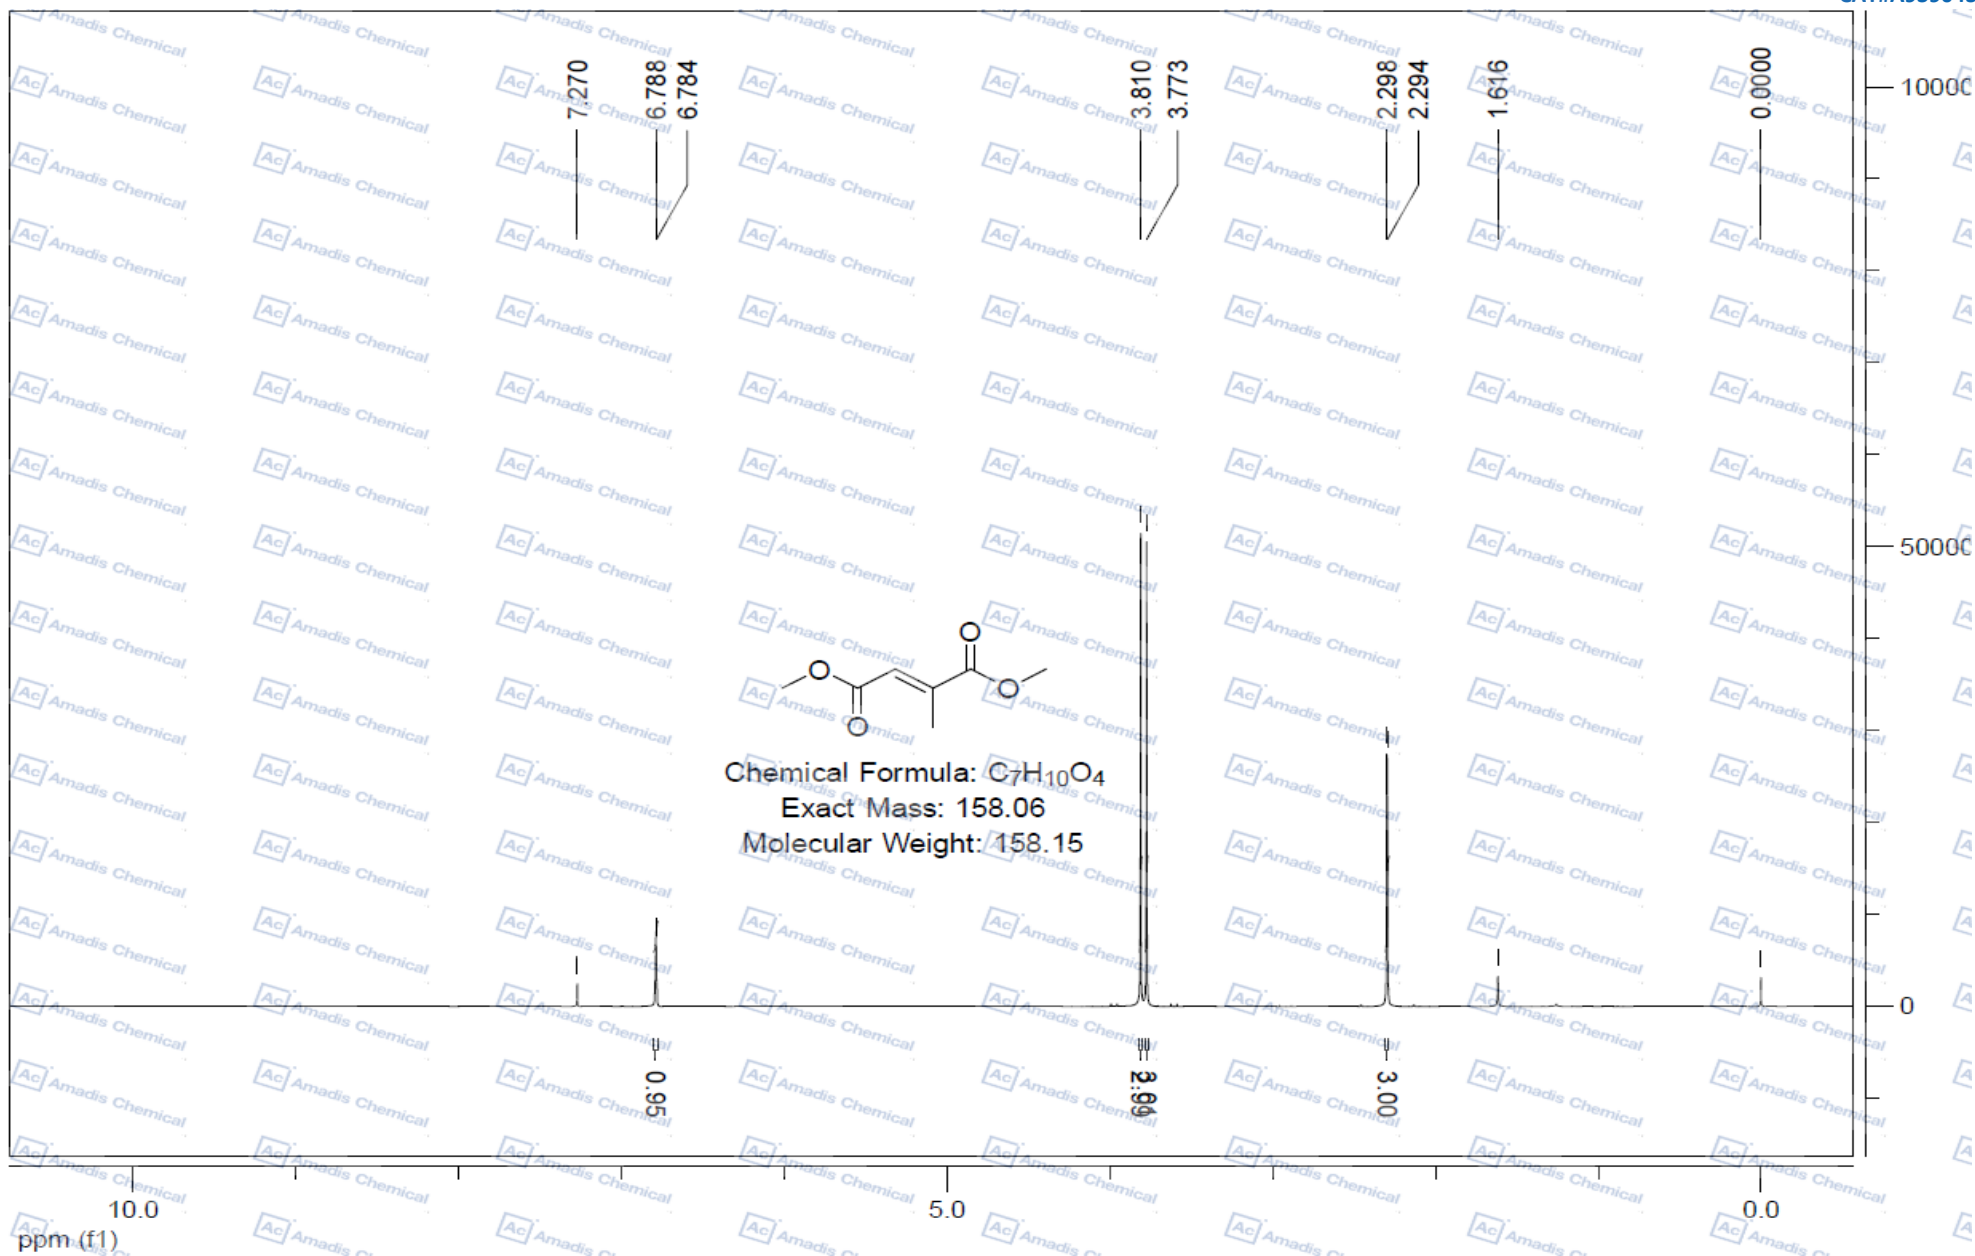 7.270
6.788
6.784
3.810
3.773
2.298
2.294
1.616
0.0000
O
O
O
O
Chemical Formula: C7H10O4
Exact Mass: 158.06
Molecular Weight: 158.15
0
0.95
3.00
10.0
5.0
0.0
ppm (f1)
Ac Amadis Chemical